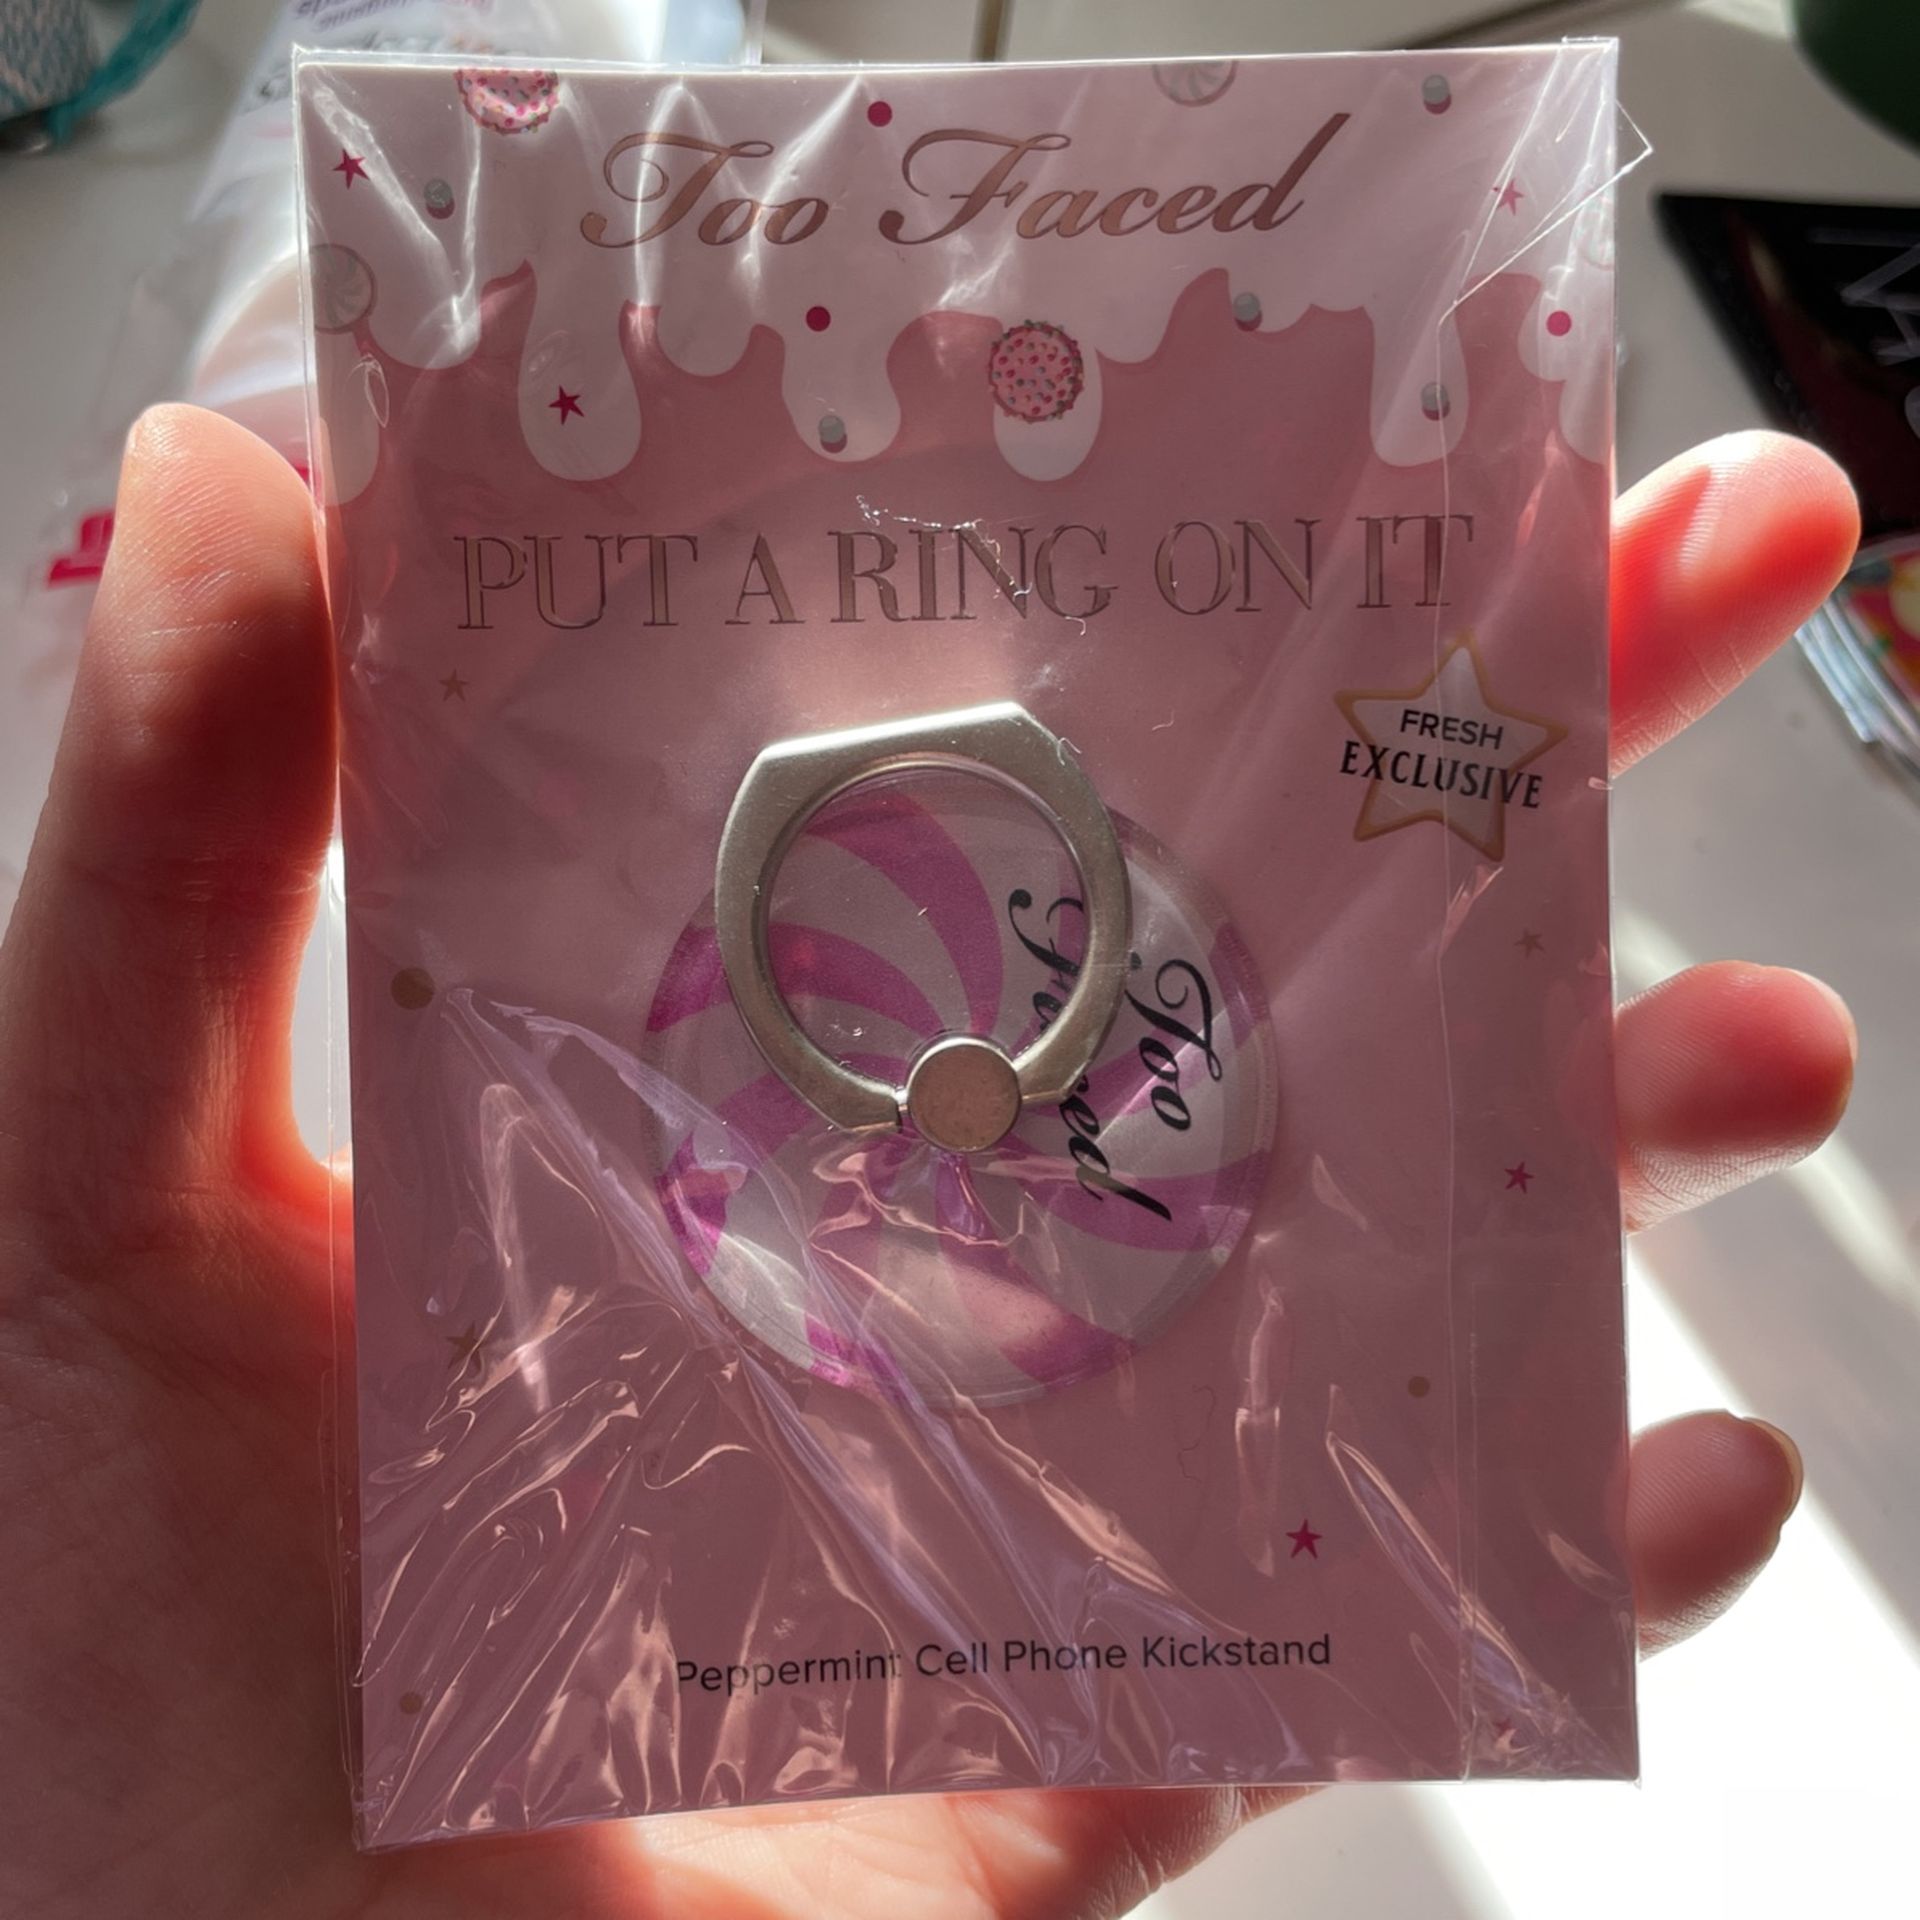 Too Faced
PUT A RING ON IT
FRESH
EXCLUSIVE
Too
Faced
Peppermint Cell Phone Kickstand